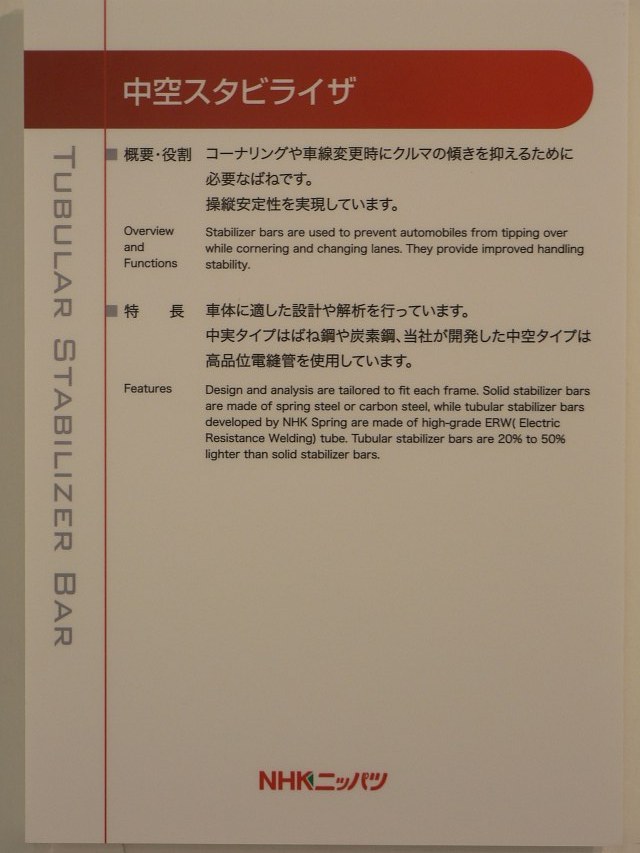 中空スタビライザ
TUBULAR STABILIZER BAR
■ 概要・役割 コーナリングや車線変更時にクルマの傾きを抑えるために
必要なばねです。
操縦安定性を実現しています。
Overview and Functions
Stabilizer bars are used to prevent automobiles from tipping over
while cornering and changing lanes. They provide improved handling
stability.
■ 特 長 車体に適した設計や解析を行っています。
中実タイプはばね鋼や炭素鋼、当社が開発した中空タイプは
高品位電縫管を使用しています。
Features
Design and analysis are tailored to fit each frame. Solid stabilizer bars
are made of spring steel or carbon steel, while tubular stabilizer bars
developed by NHK Spring are made of high-grade ERW( Electric
Resistance Welding) tube. Tubular stabilizer bars are 20% to 50%
lighter than solid stabilizer bars.
NHKニッパツ